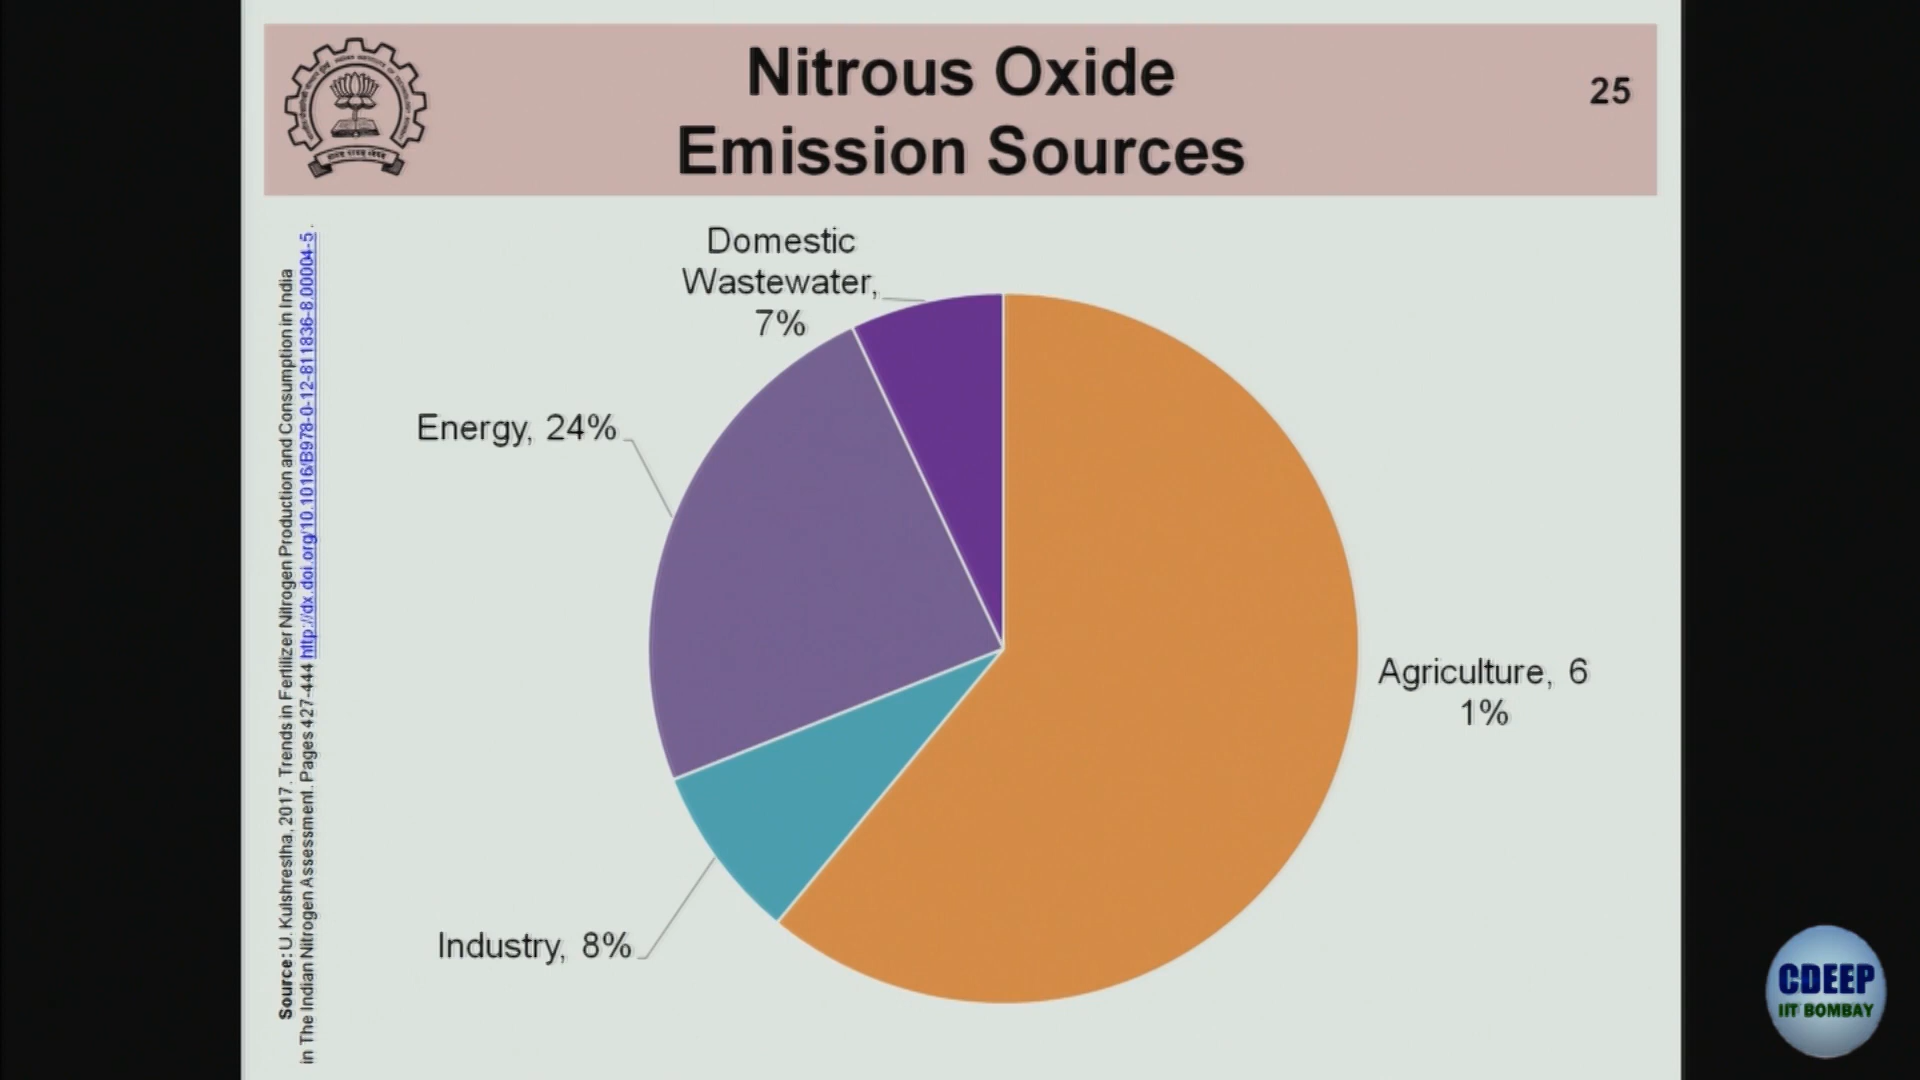 Nitrous Oxide
Emission Sources
25
Domestic
Wastewater,
7%
Energy, 24%
Agriculture, 6
1%
Industry, 8%
Source: U. Kulshrestha, 2017. Trends in Fertilizer Nitrogen Production and Consumption in India
in The Indian Nitrogen Assessment. Pages 427-444 http://dx.doi.org/10.1016/B978-0-12-811836-8.00004-5 .
CDEEP
IIT BOMBAY